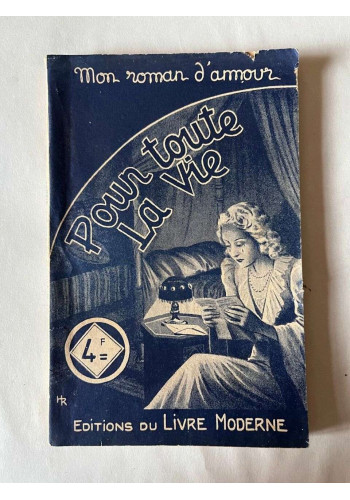 Mon roman d'amour
Pour toute
La Vie
4F=
HR
EDITIONS DU LIVRE MODERNE